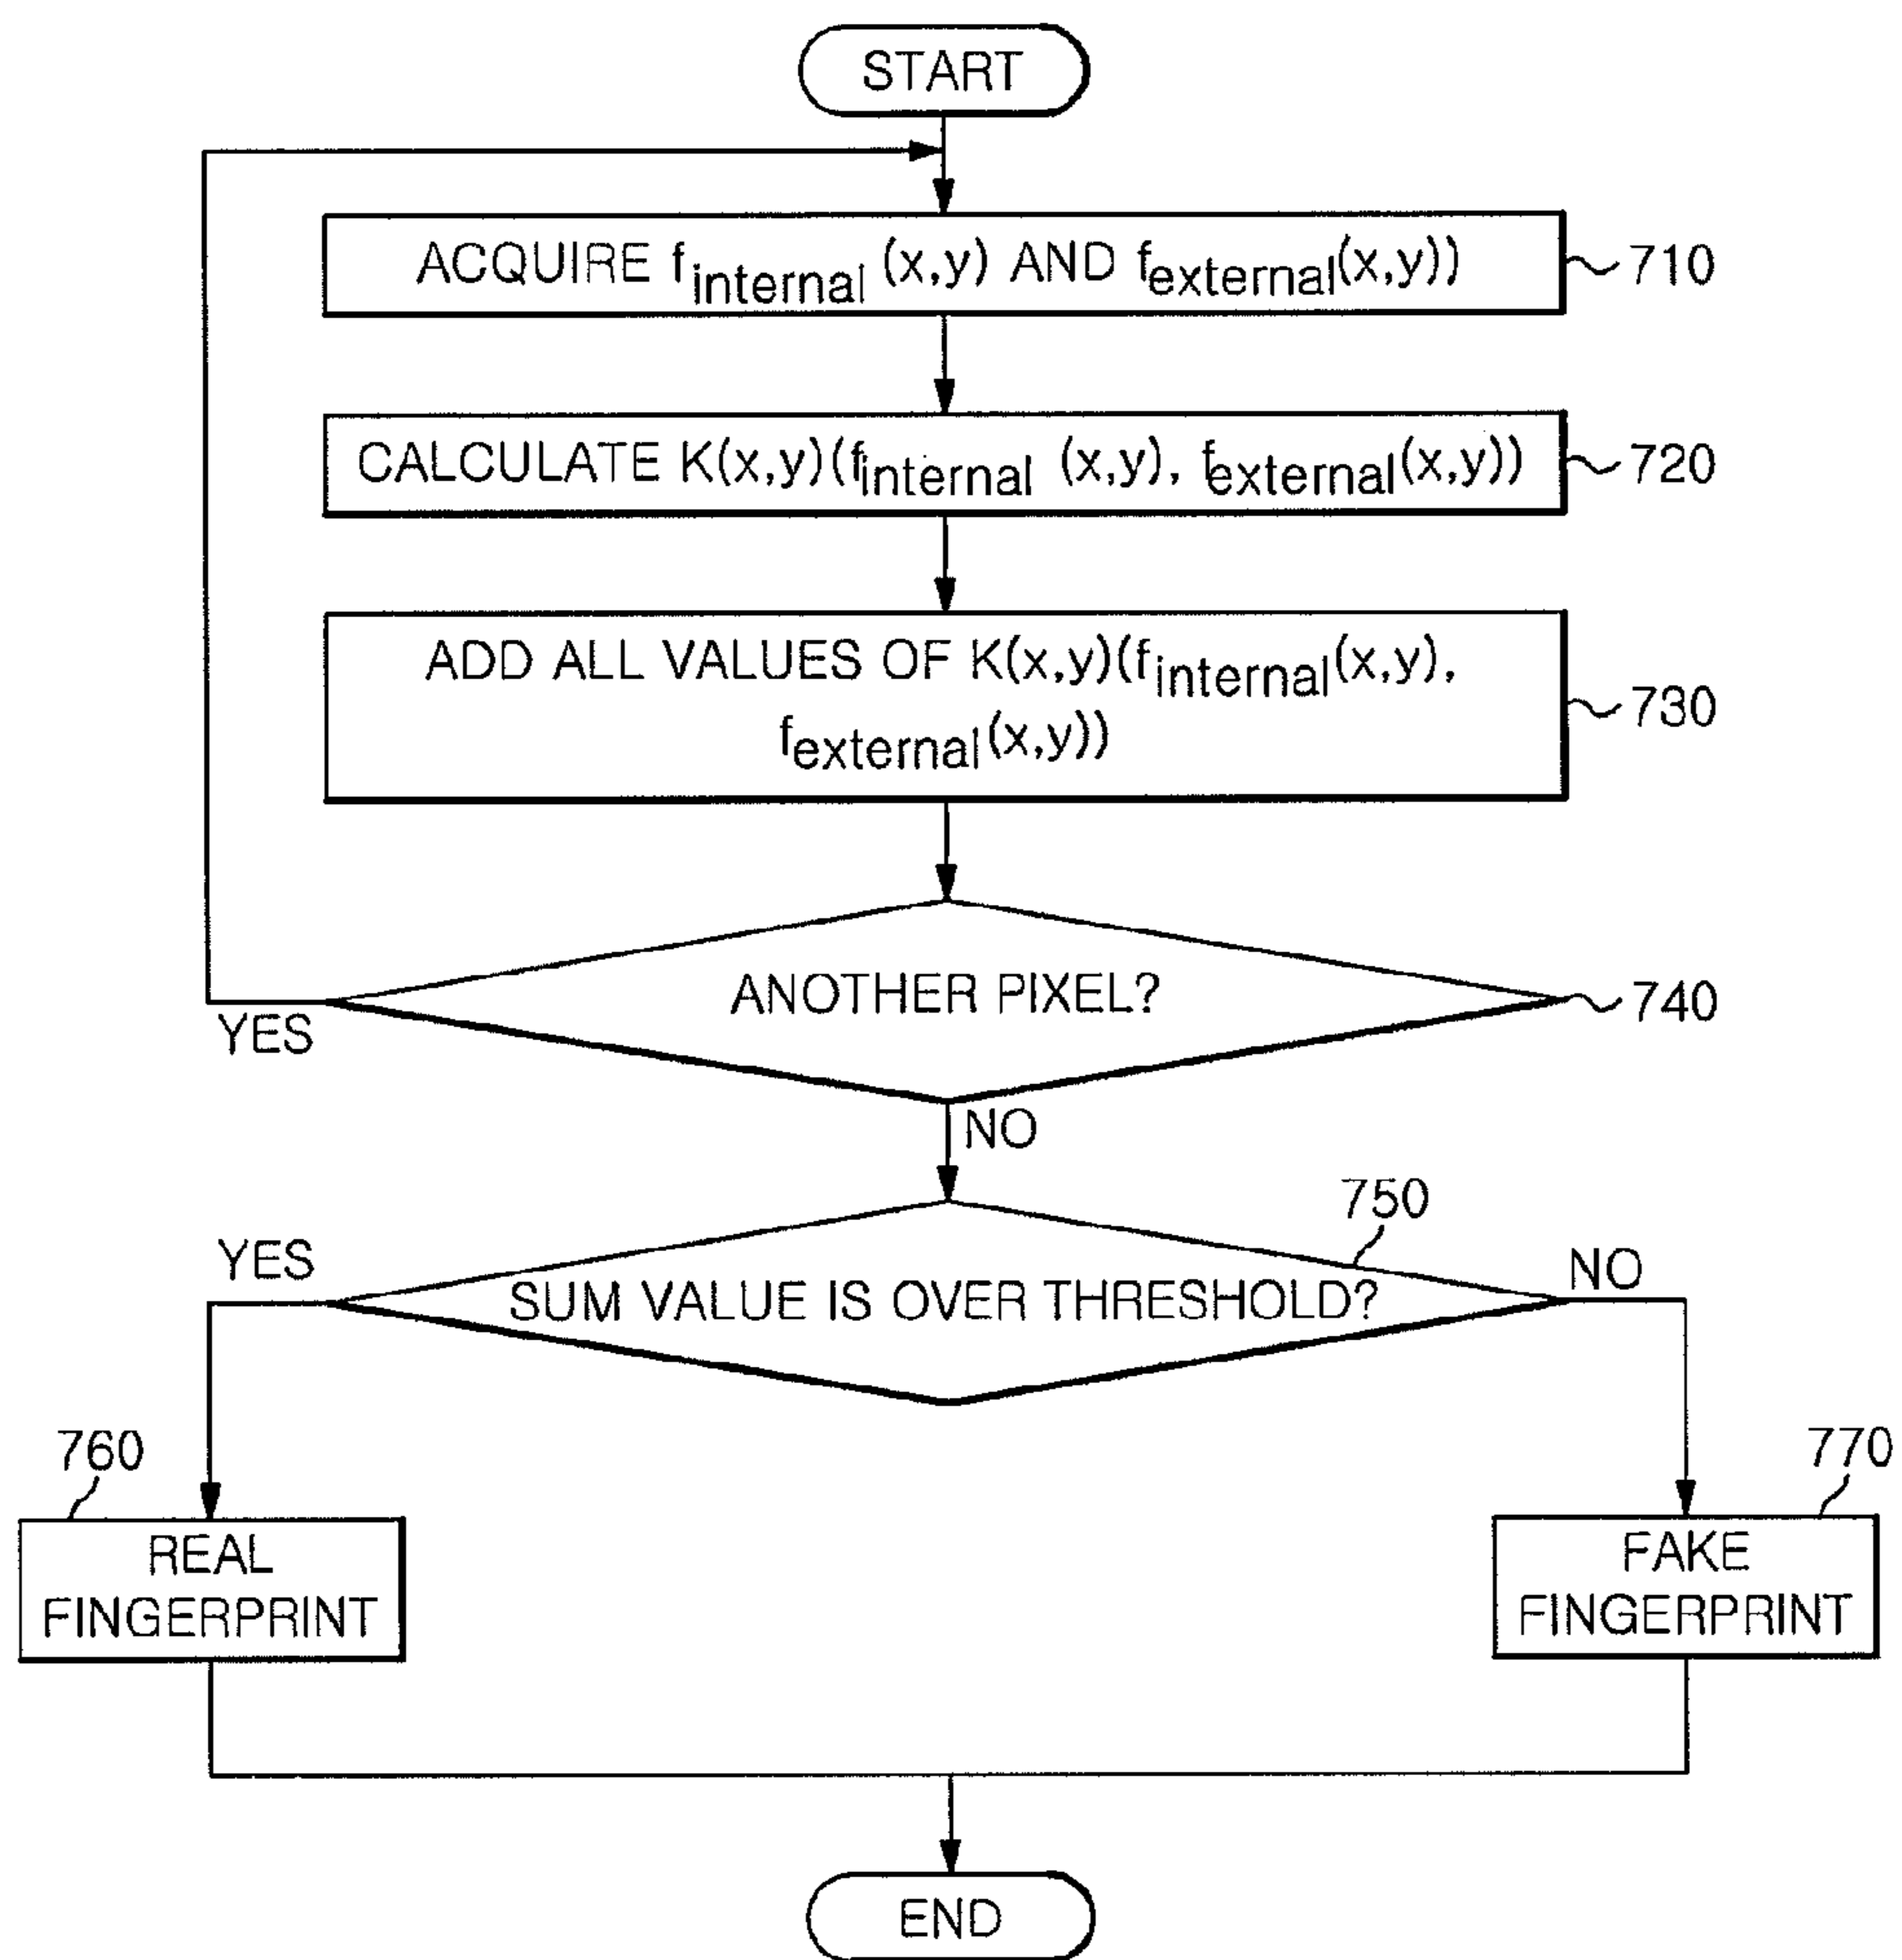 START
ACQUIRE finternal (x,y) AND fexternal(x,y))
710
CALCULATE K(x,y)(finternal (x,y), fexternal(x,y))
720
ADD ALL VALUES OF K(x,y)(finternal(x,y),
fexternal(x,y))
730
ANOTHER PIXEL?
740
YES
NO
750
YES
SUM VALUE IS OVER THRESHOLD?
NO
760
770
REAL
FINGERPRINT
FAKE
FINGERPRINT
END